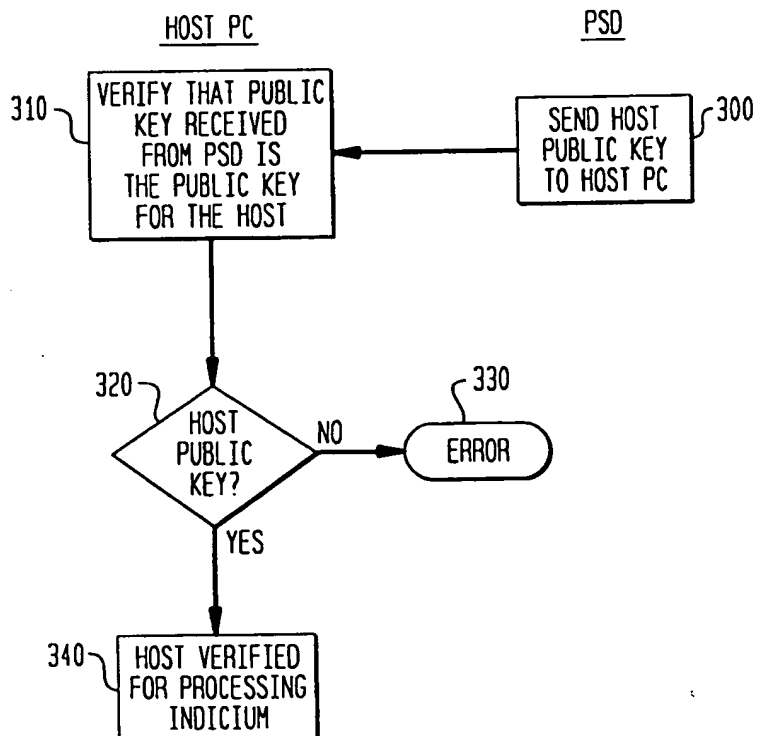 HOST PC
PSD
310
VERIFY THAT PUBLIC
KEY RECEIVED
FROM PSD IS
THE PUBLIC KEY
FOR THE HOST
SEND HOST
PUBLIC KEY
TO HOST PC
300
320
HOST
PUBLIC
KEY?
NO
330
ERROR
YES
340
HOST VERIFIED
FOR PROCESSING
INDICIUM